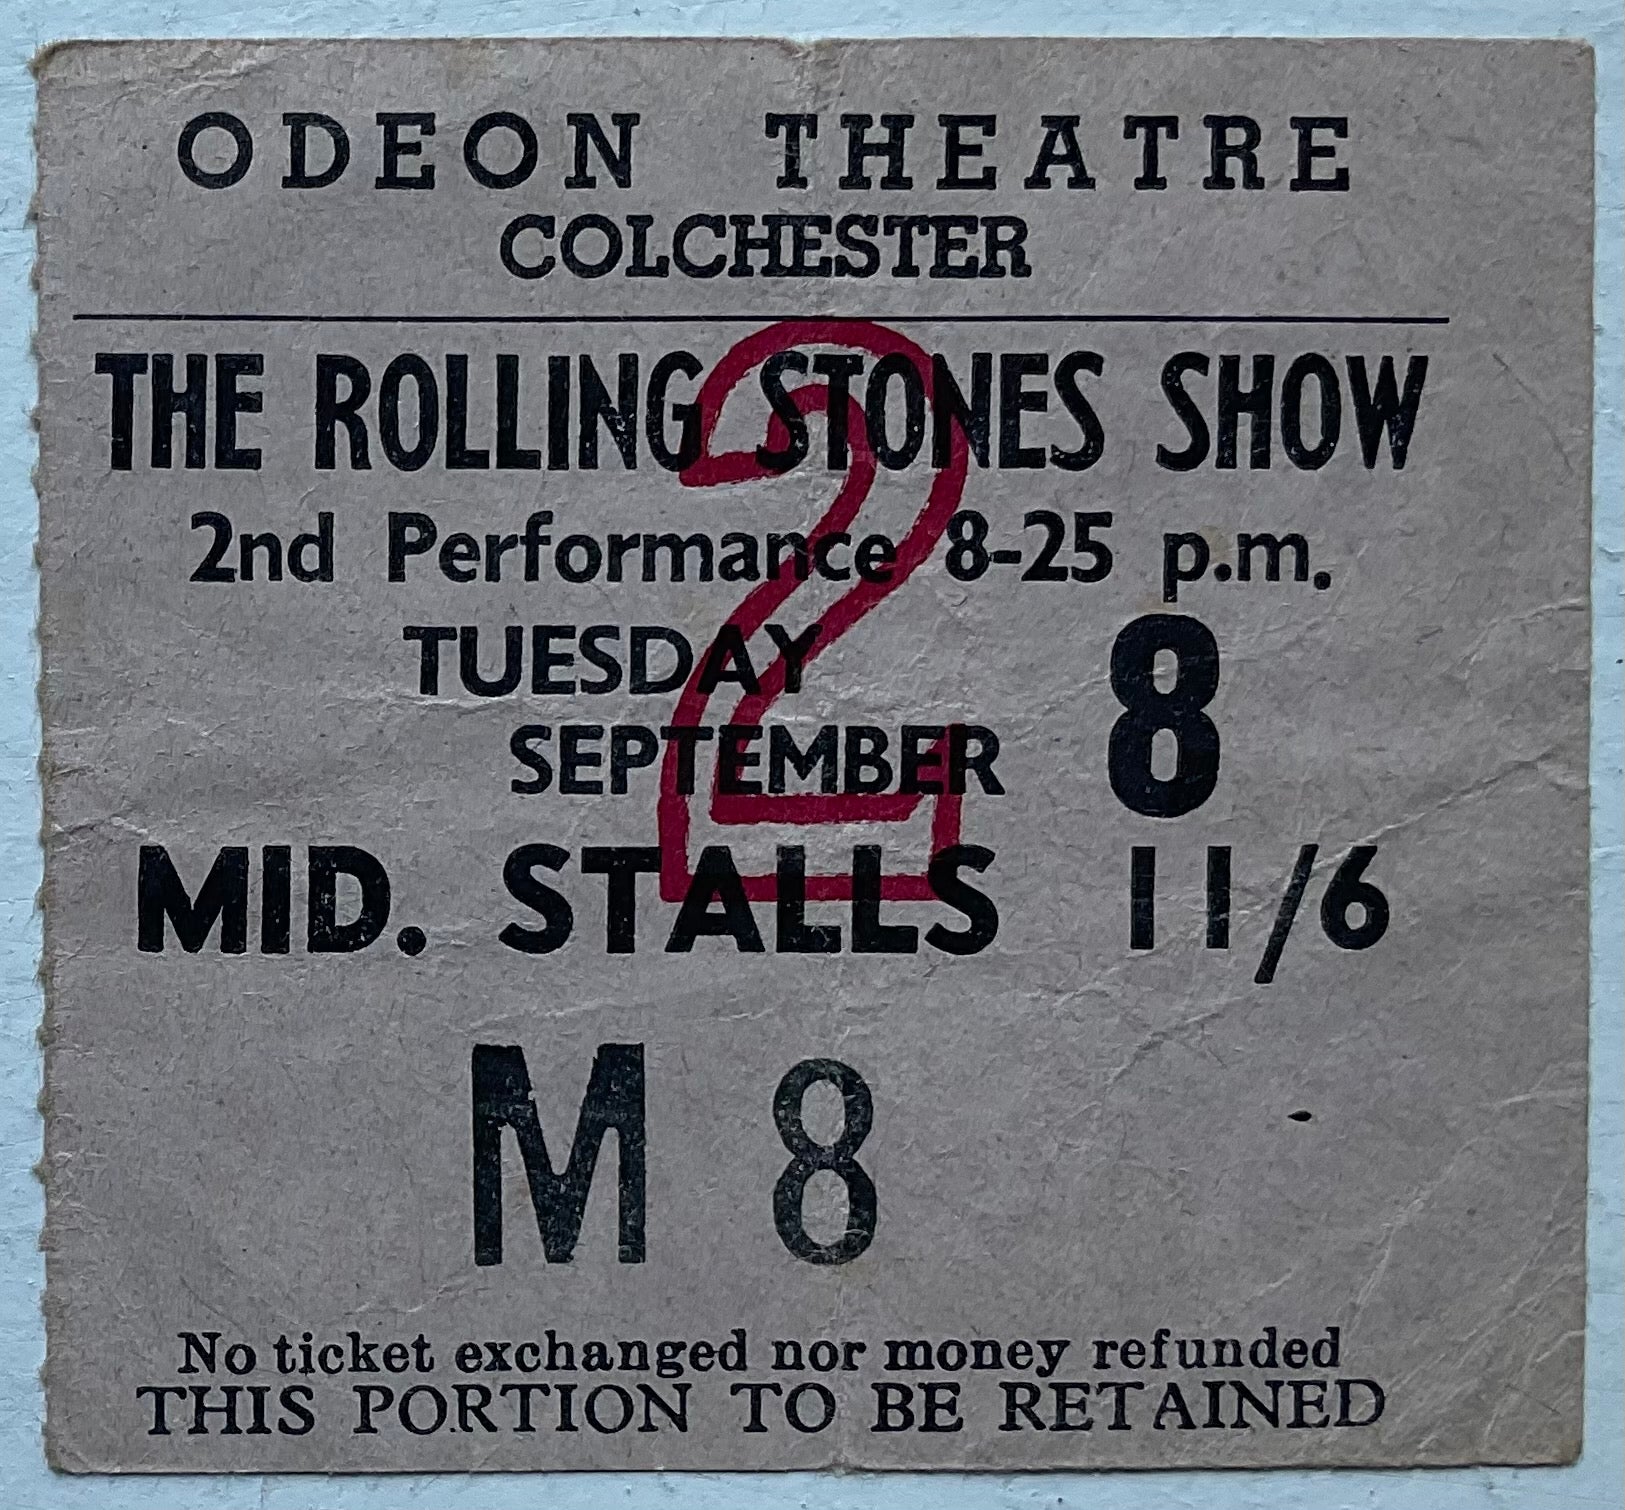 ODEON THEATRE
COLCHESTER
THE ROLLING STONES SHOW
2nd Performance 8-25 p.m.
TUESDAY
SEPTEMBER 8
2
MID. STALLS 11/6
M 8
No ticket exchanged nor money refunded
THIS PORTION TO BE RETAINED